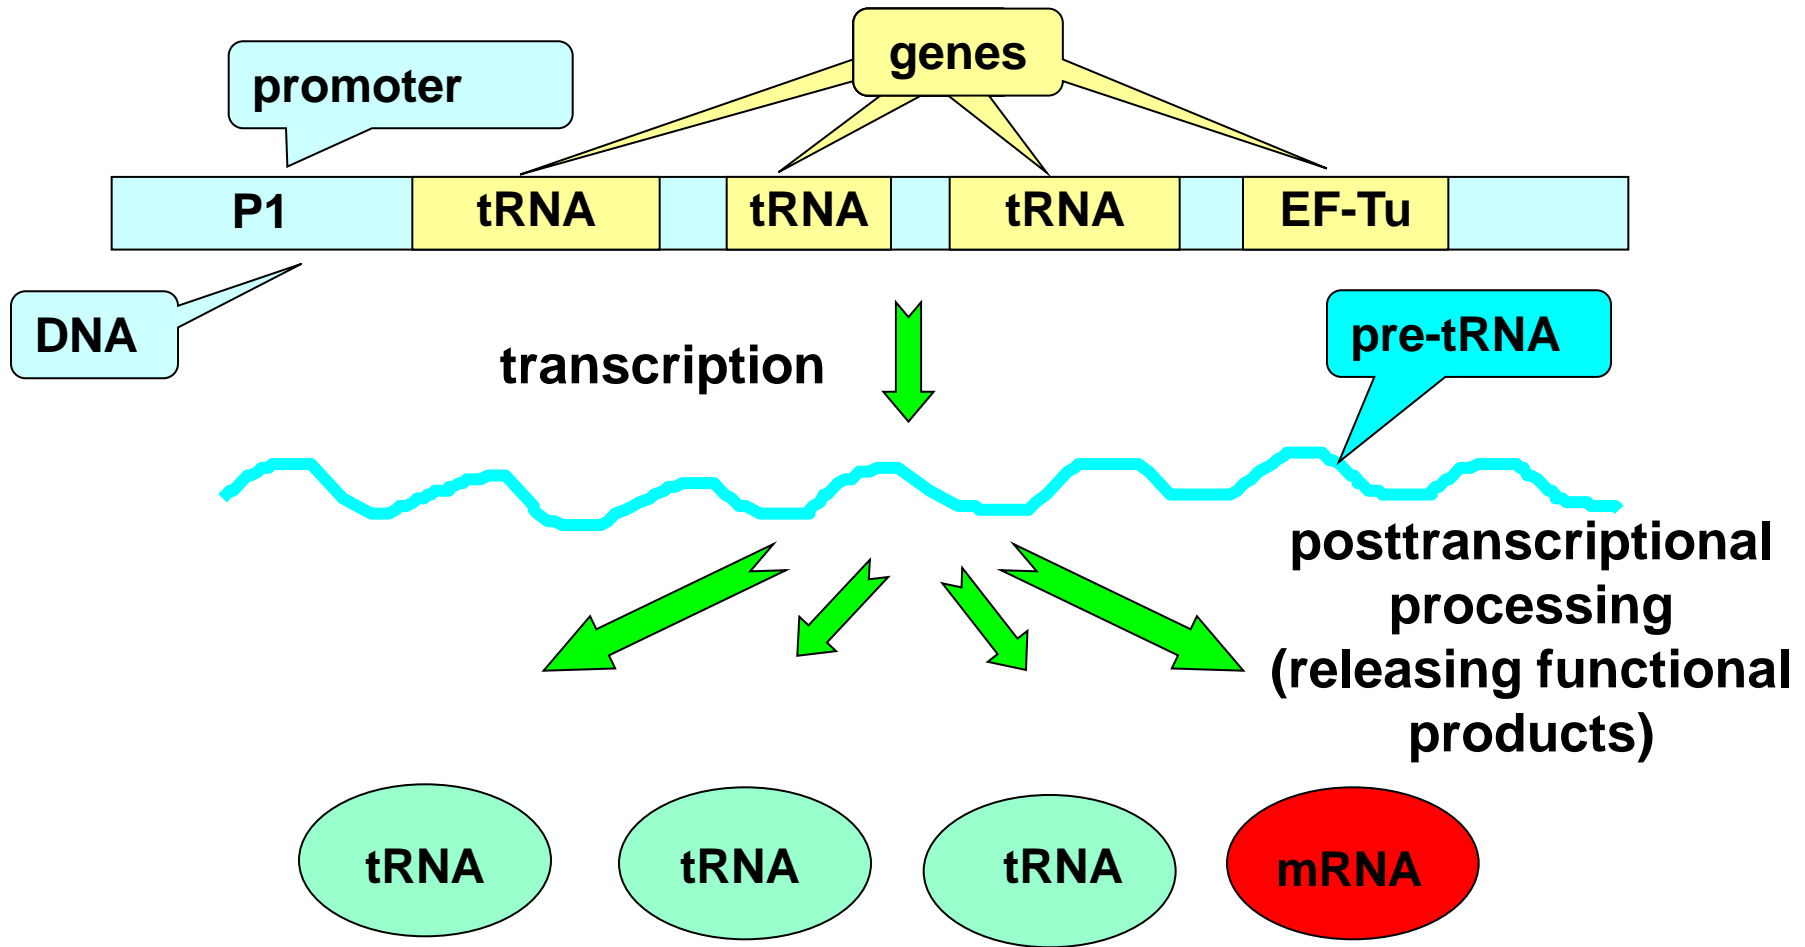 genes
promoter
P1
tRNA
tRNA
tRNA
EF-Tu
DNA
pre-tRNA
transcription
posttranscriptional
processing
(releasing functional
products)
tRNA
tRNA
tRNA
mRNA